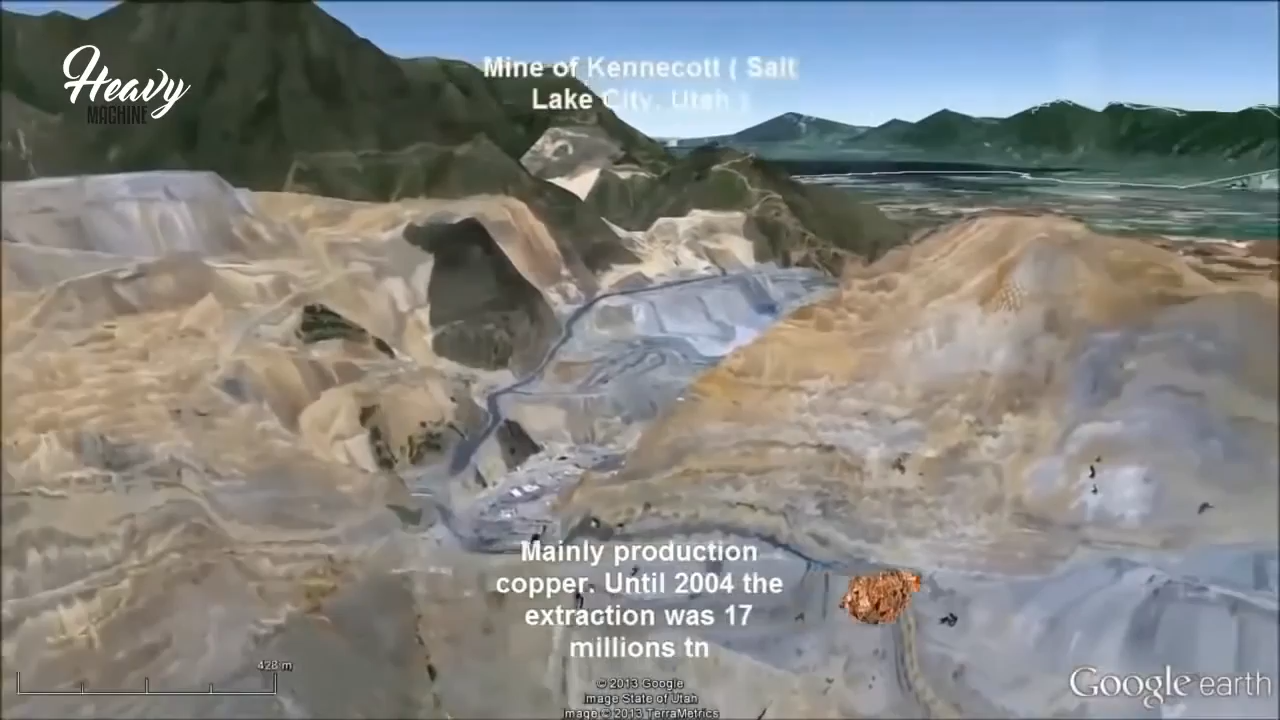 Heavy
MACHINE
Mine of Kennecott ( Salt
Lake City, Utah )
Mainly production
copper. Until 2004 the
extraction was 17
millions tn
428 m
© 2013 Google
Image State of Utah
Image © 2013 TerraMetrics
Google earth